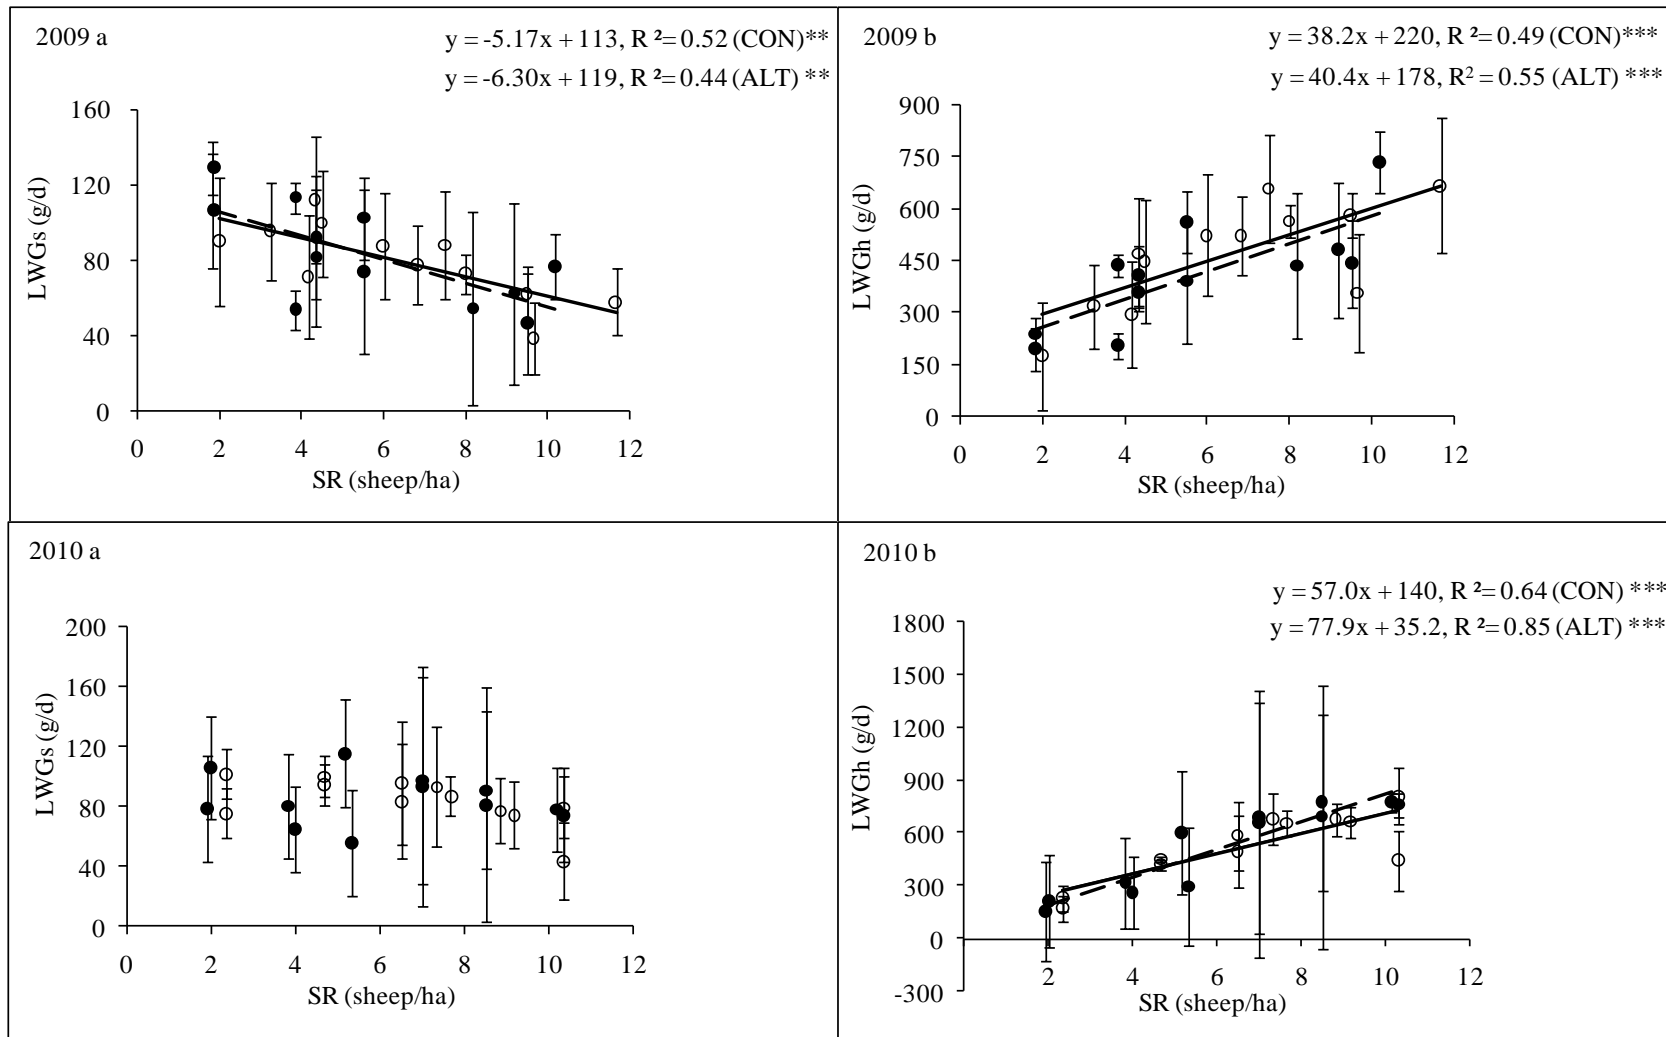 2009 a
y = -5.17x + 113, R ²= 0.52 (CON)**
y = -6.30x + 119, R ²= 0.44 (ALT) **
LWGs (g/d)
160
120
80
40
0
0 2 4 6 8 10 12
SR (sheep/ha)
2009 b
y = 38.2x + 220, R ²= 0.49 (CON)***
y = 40.4x + 178, R² = 0.55 (ALT) ***
LWGh (g/d)
900
750
600
450
300
150
0
0 2 4 6 8 10 12
SR (sheep/ha)
2010 a
LWGs (g/d)
200
160
120
80
40
0
0 2 4 6 8 10 12
SR (sheep/ha)
2010 b
y = 57.0x + 140, R ²= 0.64 (CON) ***
y = 77.9x + 35.2, R ²= 0.85 (ALT) ***
LWGh (g/d)
1800
1500
1200
900
600
300
0
-300
2 4 6 8 10 12
SR (sheep/ha)